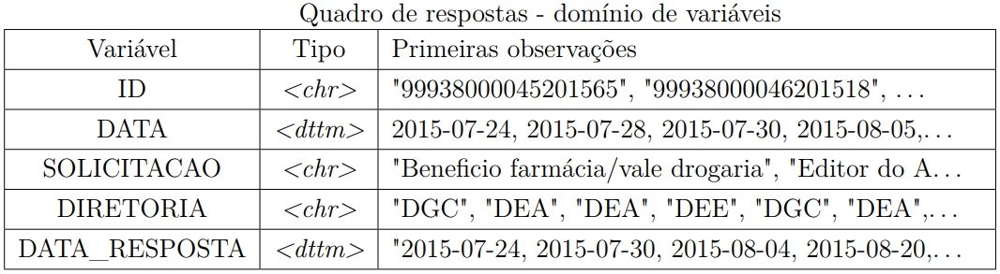 Quadro de respostas - domínio de variáveis
Variável Tipo Primeiras observações
ID <chr> "99938000045201565", "99938000046201518", ...
DATA <dttm> 2015-07-24, 2015-07-28, 2015-07-30, 2015-08-05,...
SOLICITACAO <chr> "Beneficio farmácia/vale drogaria", "Editor do A...
DIRETORIA <chr> "DGC", "DEA", "DEA", "DEE", "DGC", "DEA",...
DATA_RESPOSTA <dttm> "2015-07-24, 2015-07-30, 2015-08-04, 2015-08-20,...